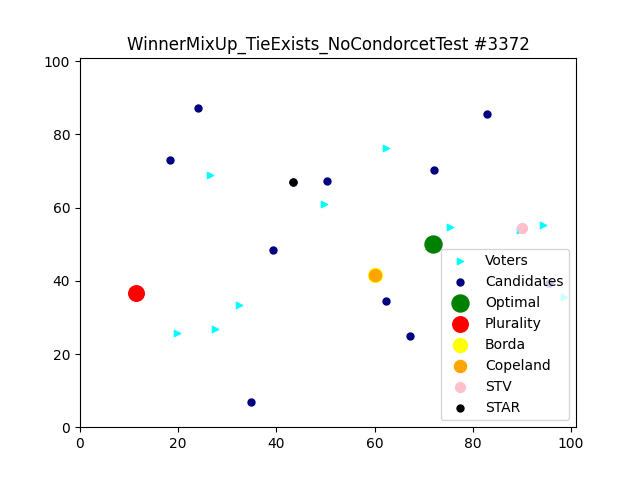 WinnerMixUp_TieExists_NoCondorcetTest #3372
100
80
60
40
20
0
0 20 40 60 80 100
Voters
Candidates
Optimal
Plurality
Borda
Copeland
STV
STAR